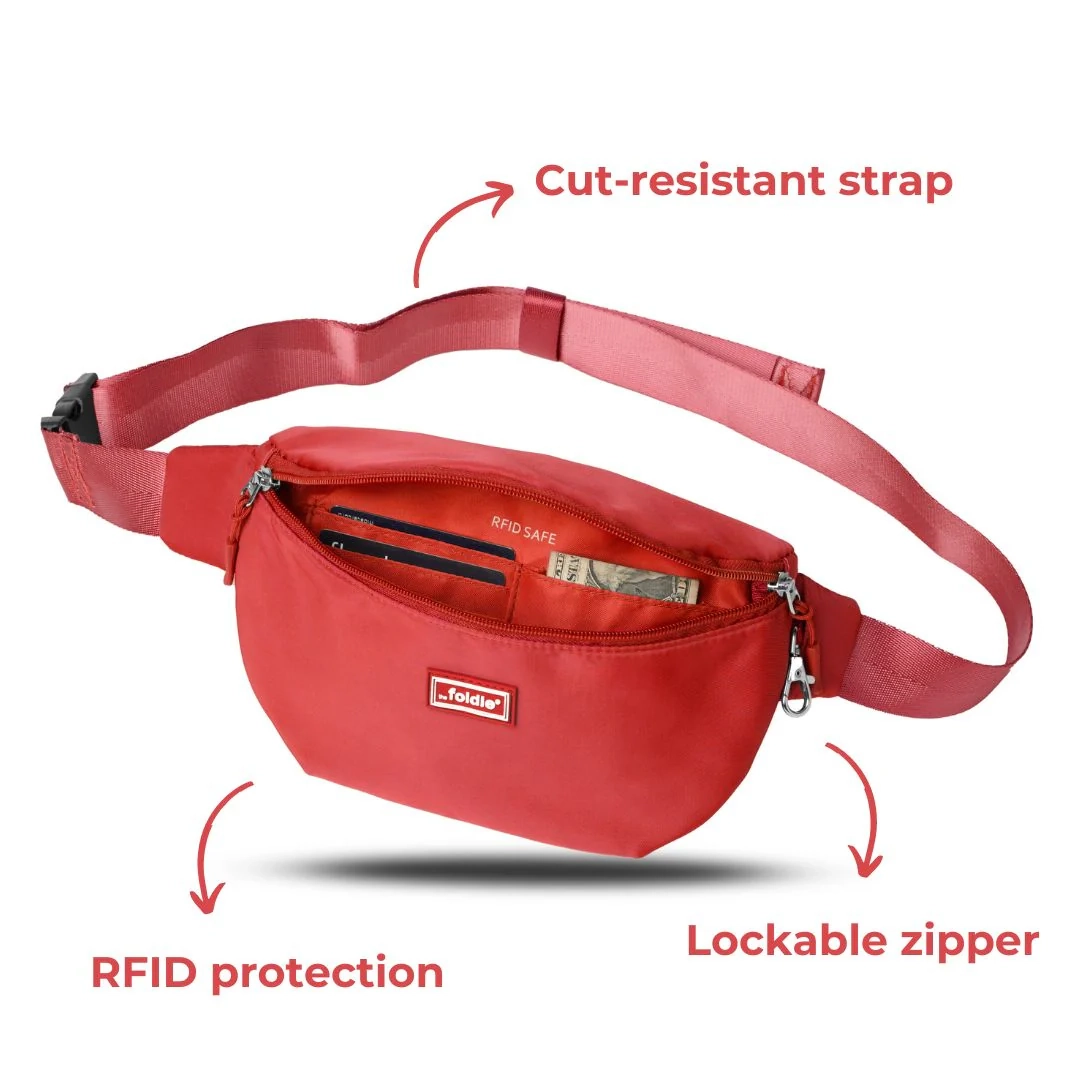 Cut-resistant strap
RFID SAFE
the foldie®
RFID protection
Lockable zipper